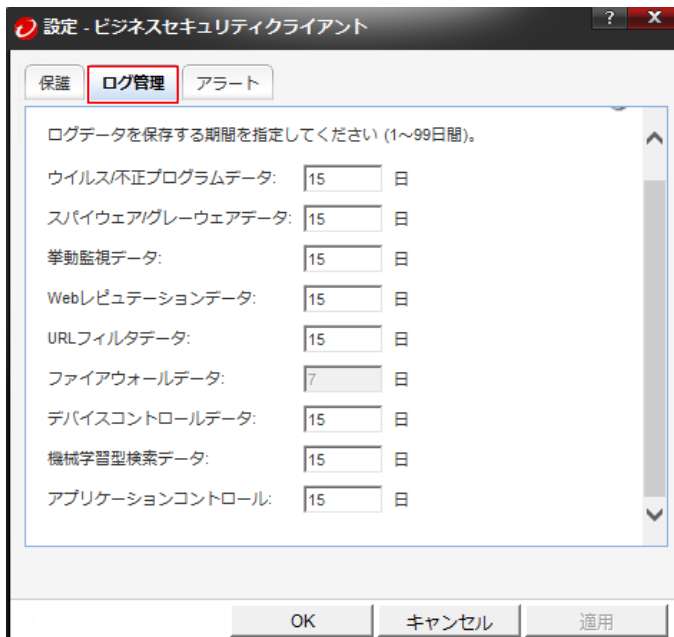 設定 - ビジネスセキュリティクライアント
? X
保護 ログ管理 アラート
ログデータを保存する期間を指定してください (1～99日間)。
ウイルス/不正プログラムデータ: 15 日
スパイウェア/グレーウェアデータ: 15 日
挙動監視データ: 15 日
Webレピュテーションデータ: 15 日
URLフィルタデータ: 15 日
ファイアウォールデータ: 7 日
デバイスコントロールデータ: 15 日
機械学習型検索データ: 15 日
アプリケーションコントロール: 15 日
OK キャンセル 適用